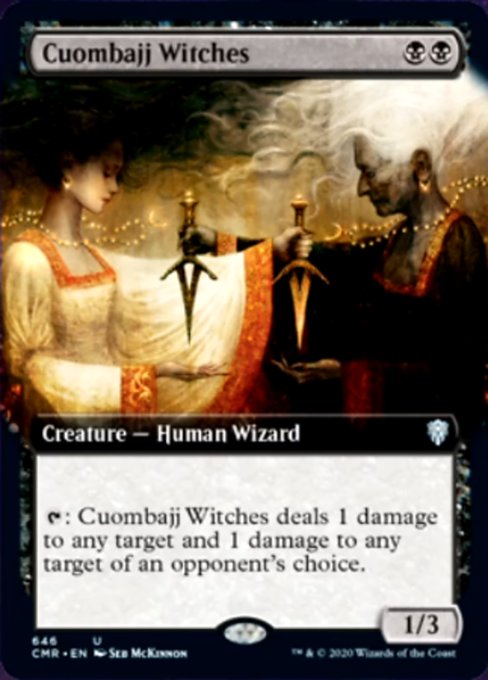 Cuombajj Witches
Creature — Human Wizard
: Cuombajj Witches deals 1 damage
to any target and 1 damage to any
target of an opponent's choice.
1/3
646 U
CMR • EN Seb McKinnon
™ & © 2020 Wizards of the Coast